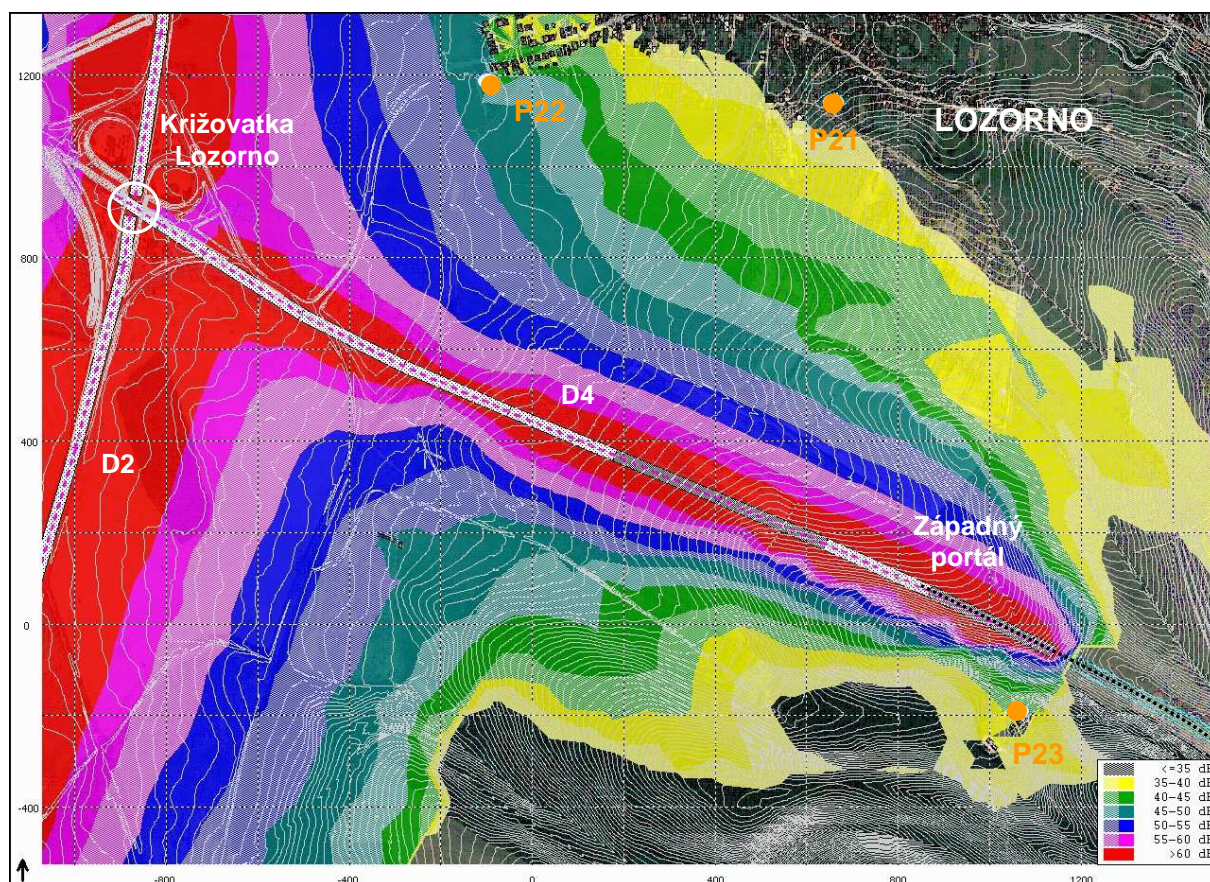 1200
800
400
0
-400
-800
-400
0
400
800
1200
Križovatka
Lozorno
P22
P21
LOZORNO
D4
D2
Západný
portál
P23
<=35 dB
35-40 dB
40-45 dB
45-50 dB
50-55 dB
55-60 dB
>60 dB